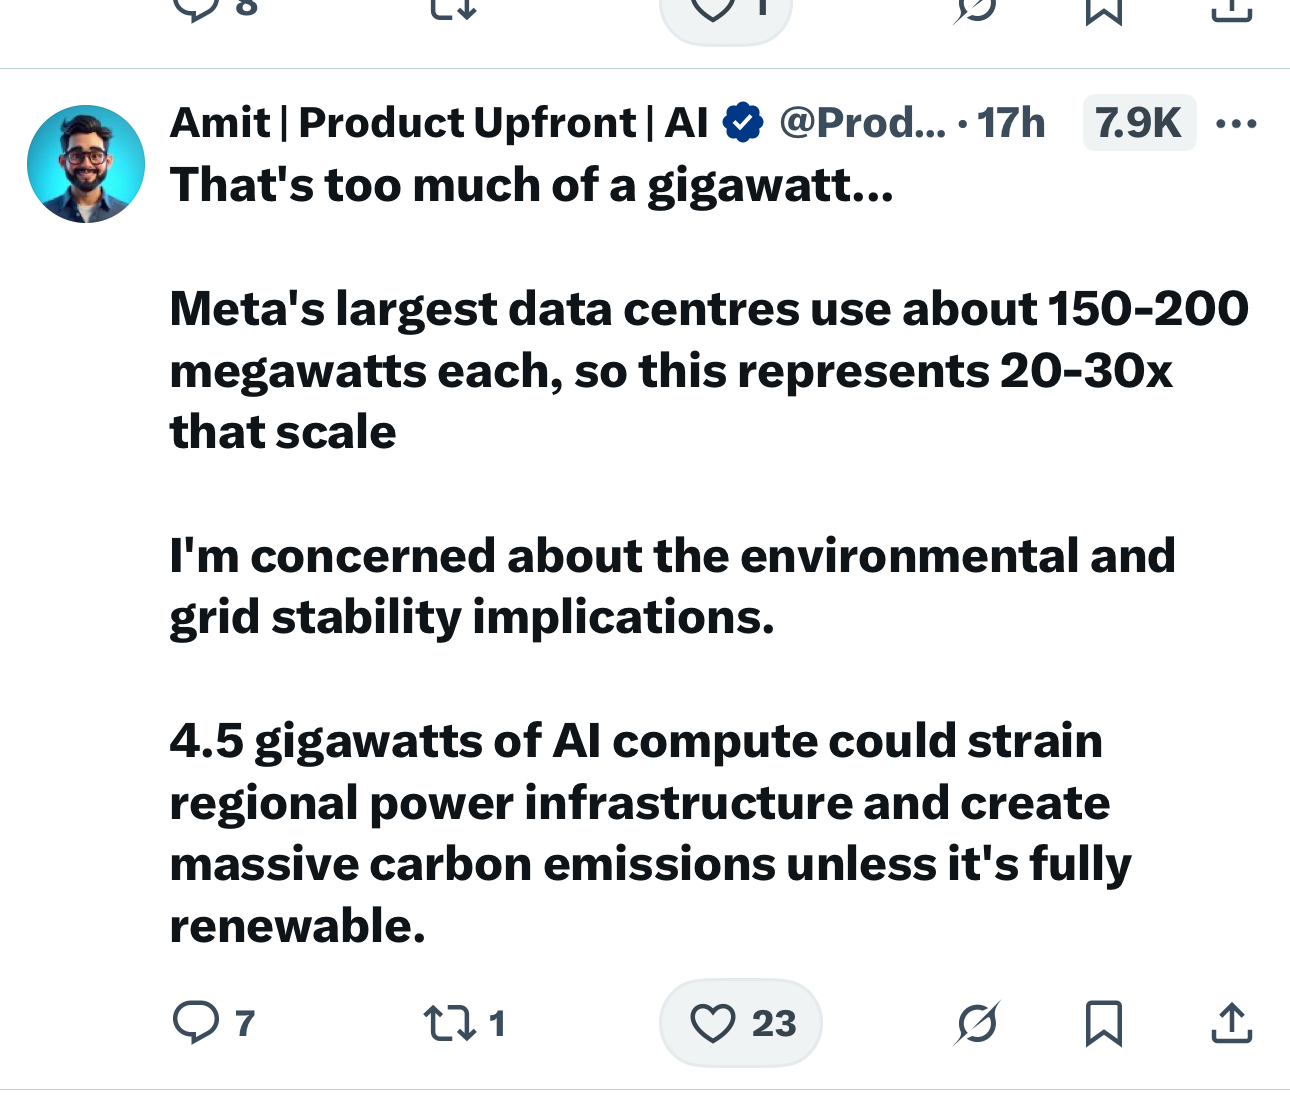 8 1
Amit | Product Upfront | AI @Prod... · 17h 7.9K
That's too much of a gigawatt...
Meta's largest data centres use about 150-200
megawatts each, so this represents 20-30x
that scale
I'm concerned about the environmental and
grid stability implications.
4.5 gigawatts of AI compute could strain
regional power infrastructure and create
massive carbon emissions unless it's fully
renewable.
7 1 23